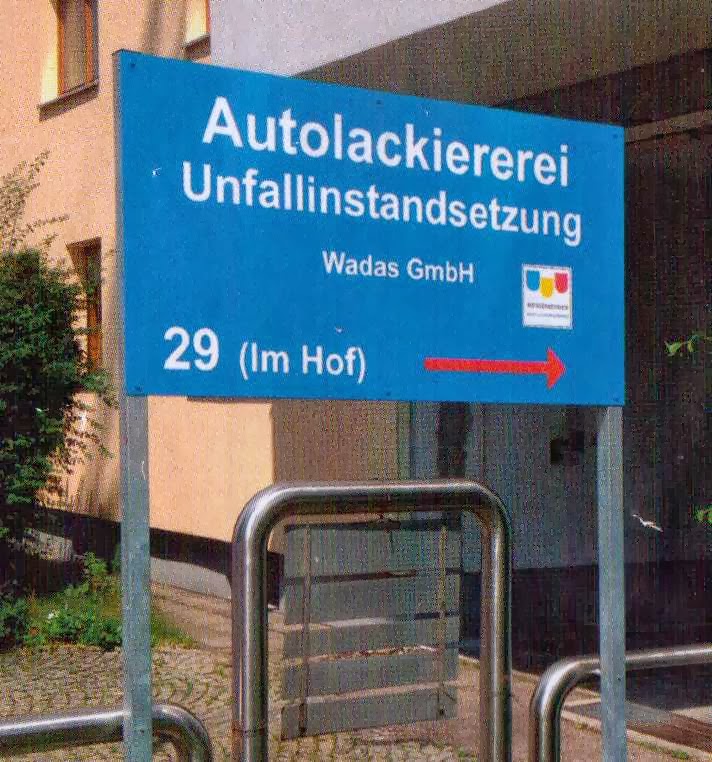 Autolackiererei
Unfallinstandsetzung
Wadas GmbH
29 (Im Hof)